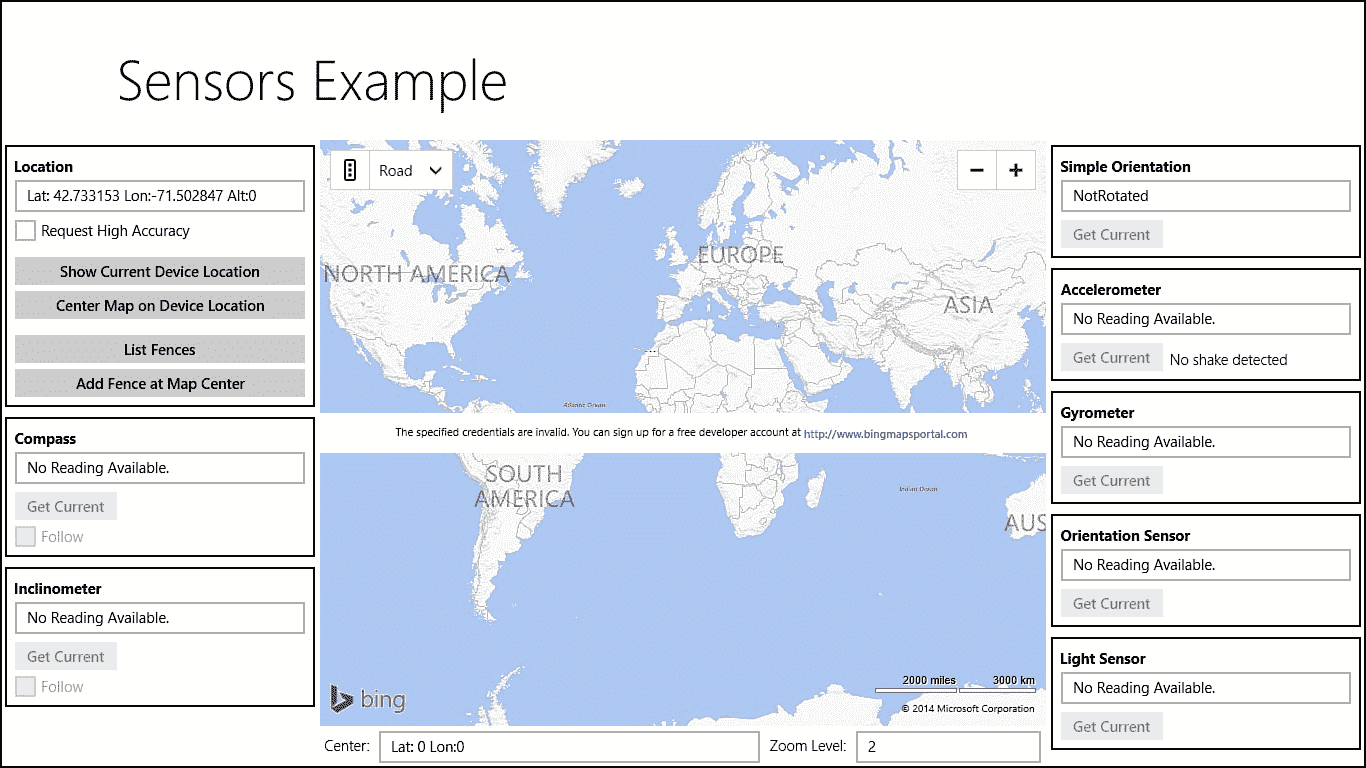 Sensors Example
Location
Lat: 42.733153 Lon:-71.502847 Alt:0
Request High Accuracy
Show Current Device Location
Center Map on Device Location
List Fences
Add Fence at Map Center
Compass
No Reading Available.
Get Current
Follow
Inclinometer
No Reading Available.
Get Current
Follow
Road
NORTH AMERICA
EUROPE
ASIA
Atlantic Ocean
The specified credentials are invalid. You can sign up for a free developer account at http://www.bingmapsportal.com
SOUTH
AMERICA
Indian Ocean
AUS
bing
2000 miles 3000 km
© 2014 Microsoft Corporation
Center: Lat: 0 Lon:0 Zoom Level: 2
Simple Orientation
NotRotated
Get Current
Accelerometer
No Reading Available.
Get Current No shake detected
Gyrometer
No Reading Available.
Get Current
Orientation Sensor
No Reading Available.
Get Current
Light Sensor
No Reading Available.
Get Current